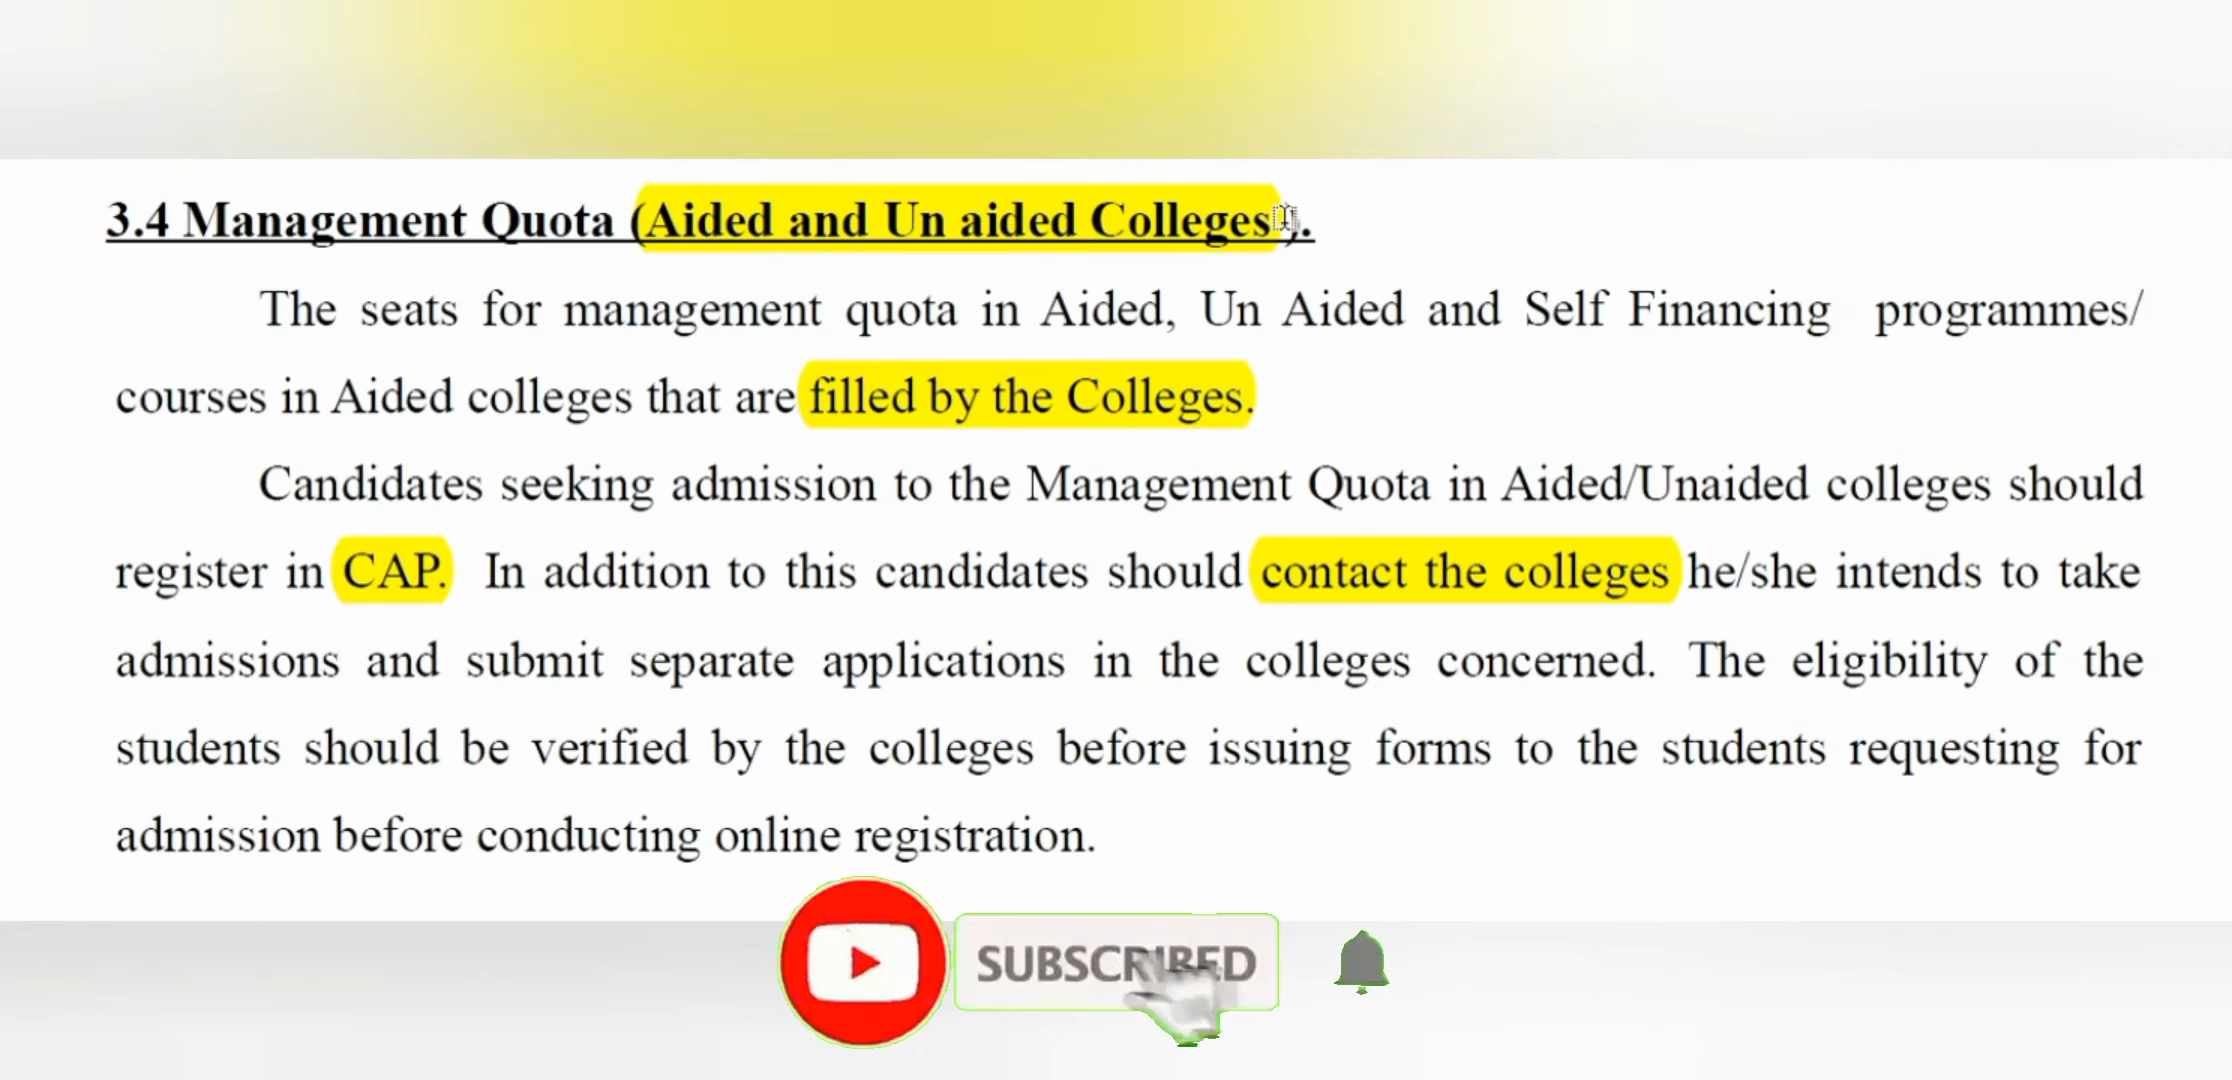 3.4 Management Quota (Aided and Un aided Colleges ).
The seats for management quota in Aided, Un Aided and Self Financing programmes/
courses in Aided colleges that are filled by the Colleges.
Candidates seeking admission to the Management Quota in Aided/Unaided colleges should
register in CAP. In addition to this candidates should contact the colleges he/she intends to take
admissions and submit separate applications in the colleges concerned. The eligibility of the
students should be verified by the colleges before issuing forms to the students requesting for
admission before conducting online registration.
SUBSCRIBED